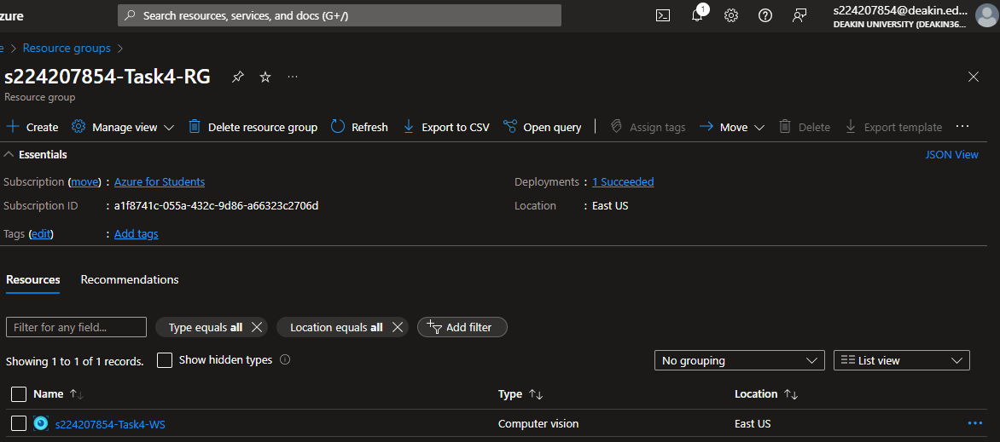 zure
Search resources, services, and docs (G+/)
1
s224207854@deakin.ed...
DEAKIN UNIVERSITY (DEAKIN36...
e > Resource groups >
s224207854-Task4-RG
...
Resource group
Create
Manage view
Delete resource group
Refresh
Export to CSV
Open query
Assign tags
Move
Delete
Export template
...
Essentials
JSON View
Subscription (move) : Azure for Students
Deployments : 1 Succeeded
Subscription ID : a1f8741c-055a-432c-9d86-a66323c2706d
Location : East US
Tags (edit) : Add tags
Resources
Recommendations
Filter for any field...
Type equals all
Location equals all
Add filter
Showing 1 to 1 of 1 records.
Show hidden types
No grouping
List view
Name
Type
Location
s224207854-Task4-WS
Computer vision
East US
...